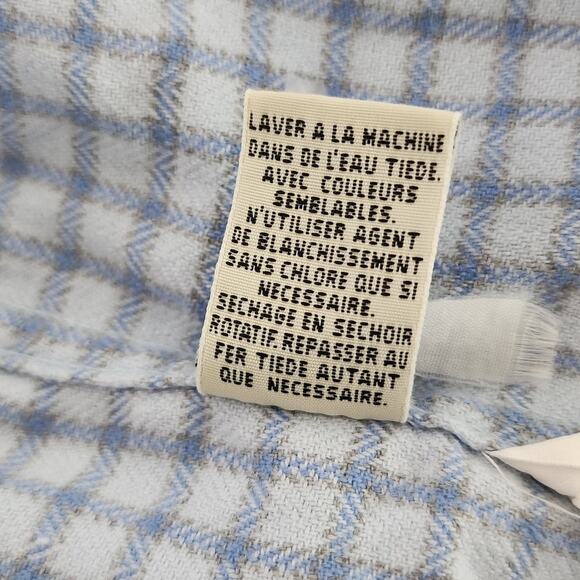 LAVER A LA MACHINE
DANS DE L'EAU TIEDE.
AVEC COULEURS
SEMBLABLES.
N'UTILISER AGENT
DE BLANCHISSEMENT
SANS CHLORE QUE SI
NECESSAIRE.
SECHAGE EN SECHOIR
ROTATIF. REPASSER AU
FER TIEDE AUTANT
QUE NECESSAIRE.